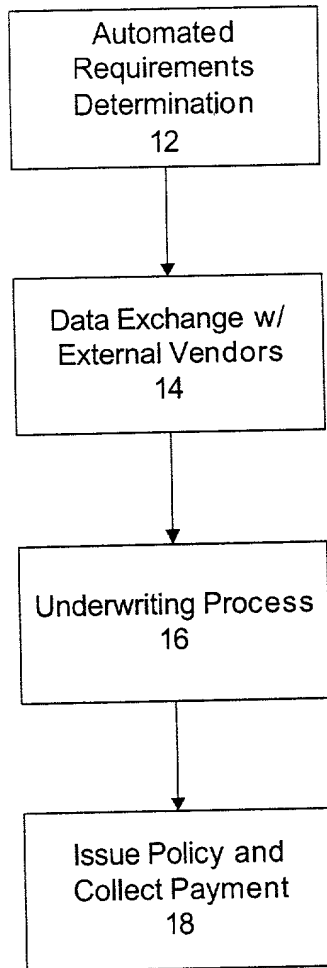 Automated
Requirements
Determination
12
Data Exchange w/
External Vendors
14
Underwriting Process
16
Issue Policy and
Collect Payment
18